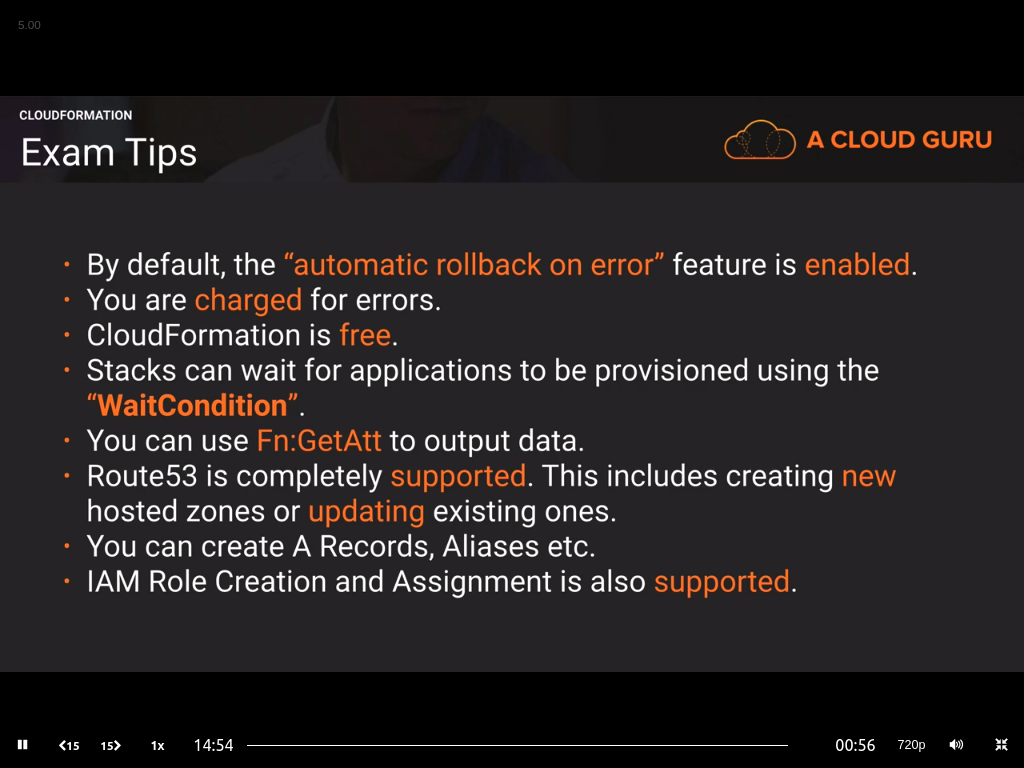 5.00
CLOUDFORMATION
Exam Tips
A CLOUD GURU
• By default, the “automatic rollback on error” feature is enabled.
• You are charged for errors.
• CloudFormation is free.
• Stacks can wait for applications to be provisioned using the
“WaitCondition”.
• You can use Fn:GetAtt to output data.
• Route53 is completely supported. This includes creating new
hosted zones or updating existing ones.
• You can create A Records, Aliases etc.
• IAM Role Creation and Assignment is also supported.
15 15 1x 14:54 00:56 720p